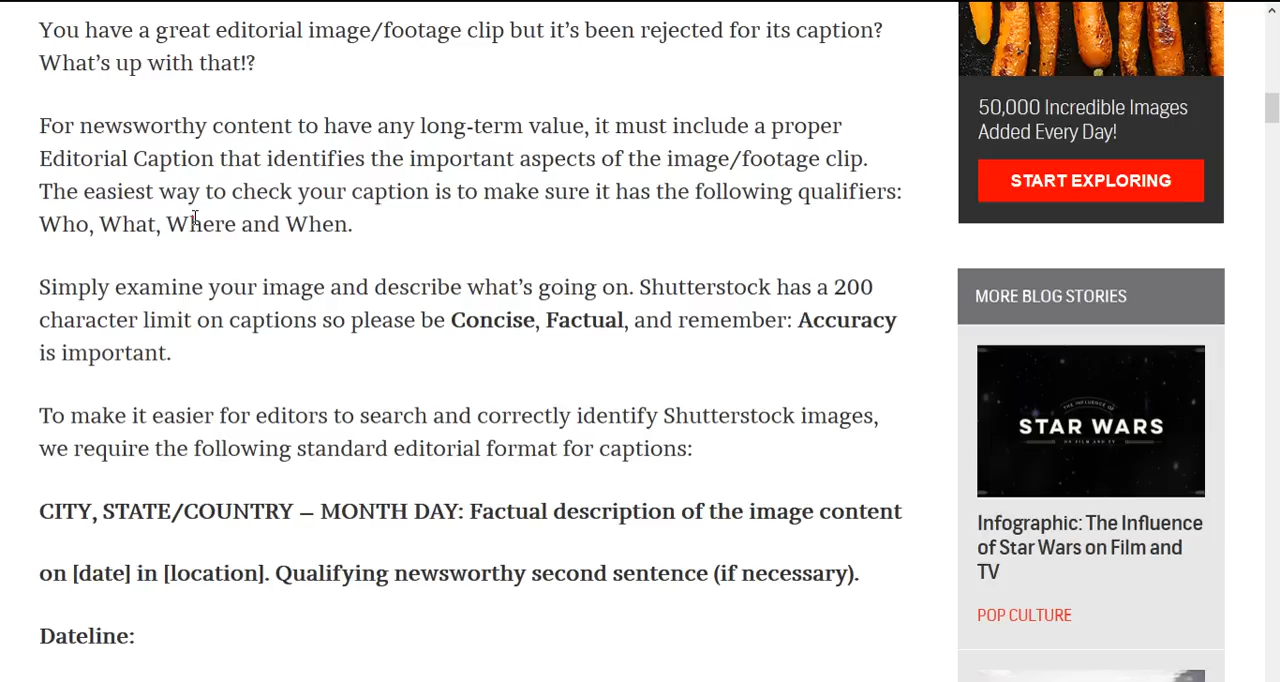 You have a great editorial image/footage clip but it’s been rejected for its caption?
What’s up with that!?
For newsworthy content to have any long-term value, it must include a proper
Editorial Caption that identifies the important aspects of the image/footage clip.
The easiest way to check your caption is to make sure it has the following qualifiers:
Who, What, Where and When.
Simply examine your image and describe what’s going on. Shutterstock has a 200
character limit on captions so please be Concise, Factual, and remember: Accuracy
is important.
To make it easier for editors to search and correctly identify Shutterstock images,
we require the following standard editorial format for captions:
CITY, STATE/COUNTRY – MONTH DAY: Factual description of the image content
on [date] in [location]. Qualifying newsworthy second sentence (if necessary).
Dateline:
50,000 Incredible Images
Added Every Day!
START EXPLORING
MORE BLOG STORIES
THE INFLUENCE OF
STAR WARS
ON FILM AND TV
Infographic: The Influence
of Star Wars on Film and
TV
POP CULTURE